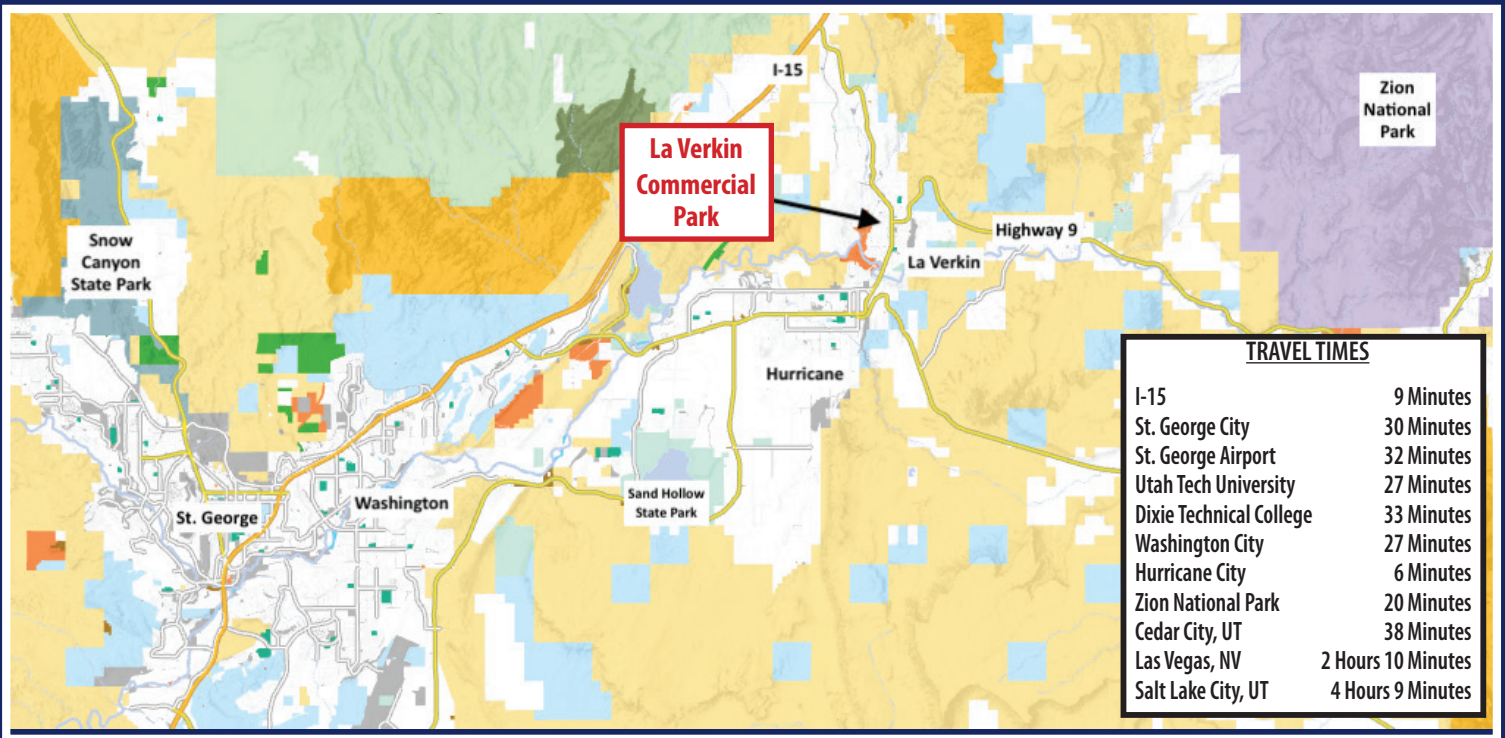 I-15
Zion
National
Park
La Verkin
Commercial
Park
Snow
Canyon
State Park
Highway 9
La Verkin
Hurricane
Washington
Sand Hollow
State Park
St. George
TRAVEL TIMES
I-15 9 Minutes
St. George City 30 Minutes
St. George Airport 32 Minutes
Utah Tech University 27 Minutes
Dixie Technical College 33 Minutes
Washington City 27 Minutes
Hurricane City 6 Minutes
Zion National Park 20 Minutes
Cedar City, UT 38 Minutes
Las Vegas, NV 2 Hours 10 Minutes
Salt Lake City, UT 4 Hours 9 Minutes